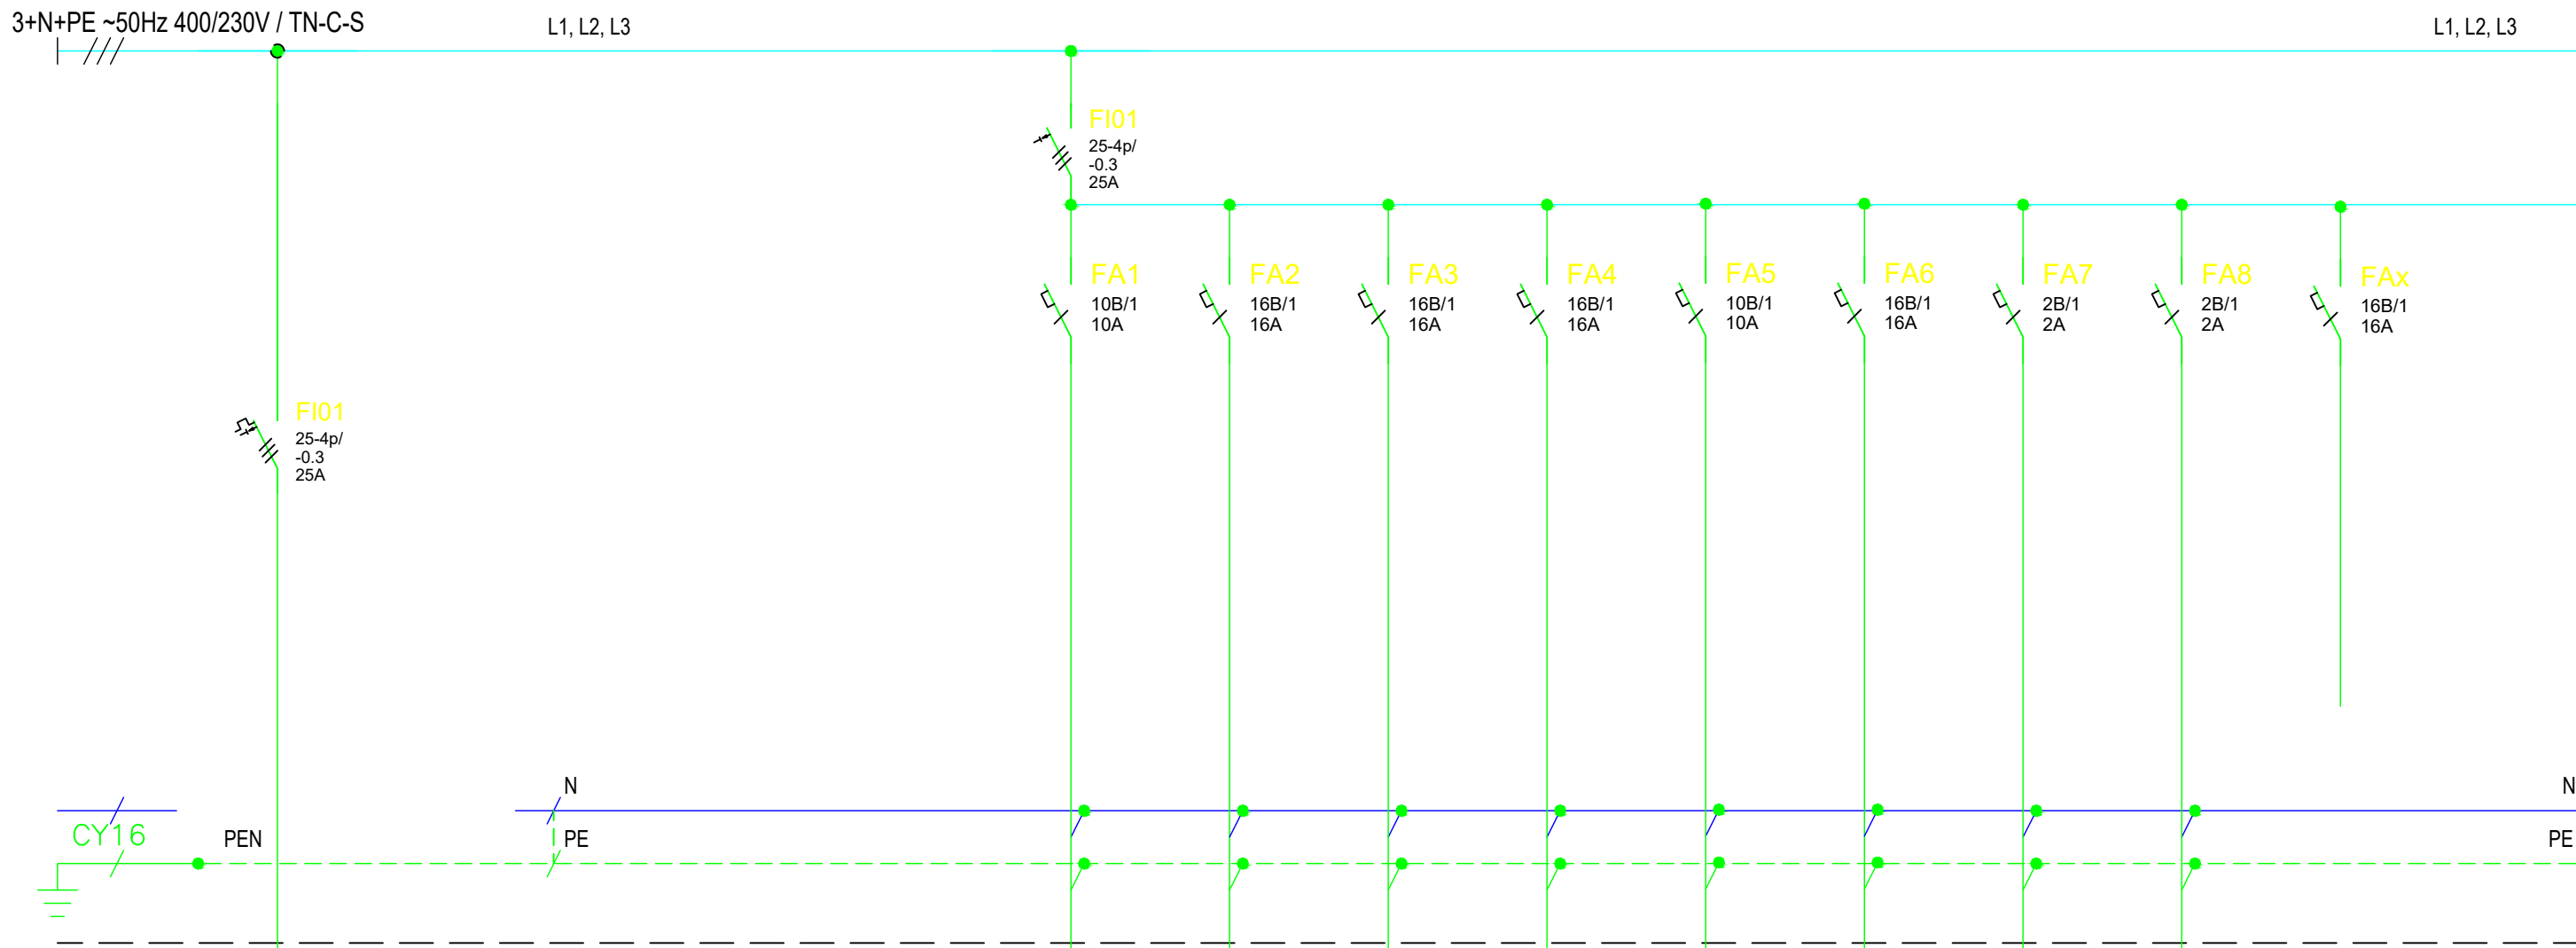 3+N+PE ~50Hz 400/230V / TN-C-S
L1, L2, L3
L1, L2, L3
FI01
25-4p/
-0.3
25A
FA1
10B/1
10A
FA2
16B/1
16A
FA3
16B/1
16A
FA4
16B/1
16A
FA5
10B/1
10A
FA6
16B/1
16A
FA7
2B/1
2A
FA8
2B/1
2A
FAx
16B/1
16A
FI01
25-4p/
-0.3
25A
N
N
CY16
PEN
PE
PE